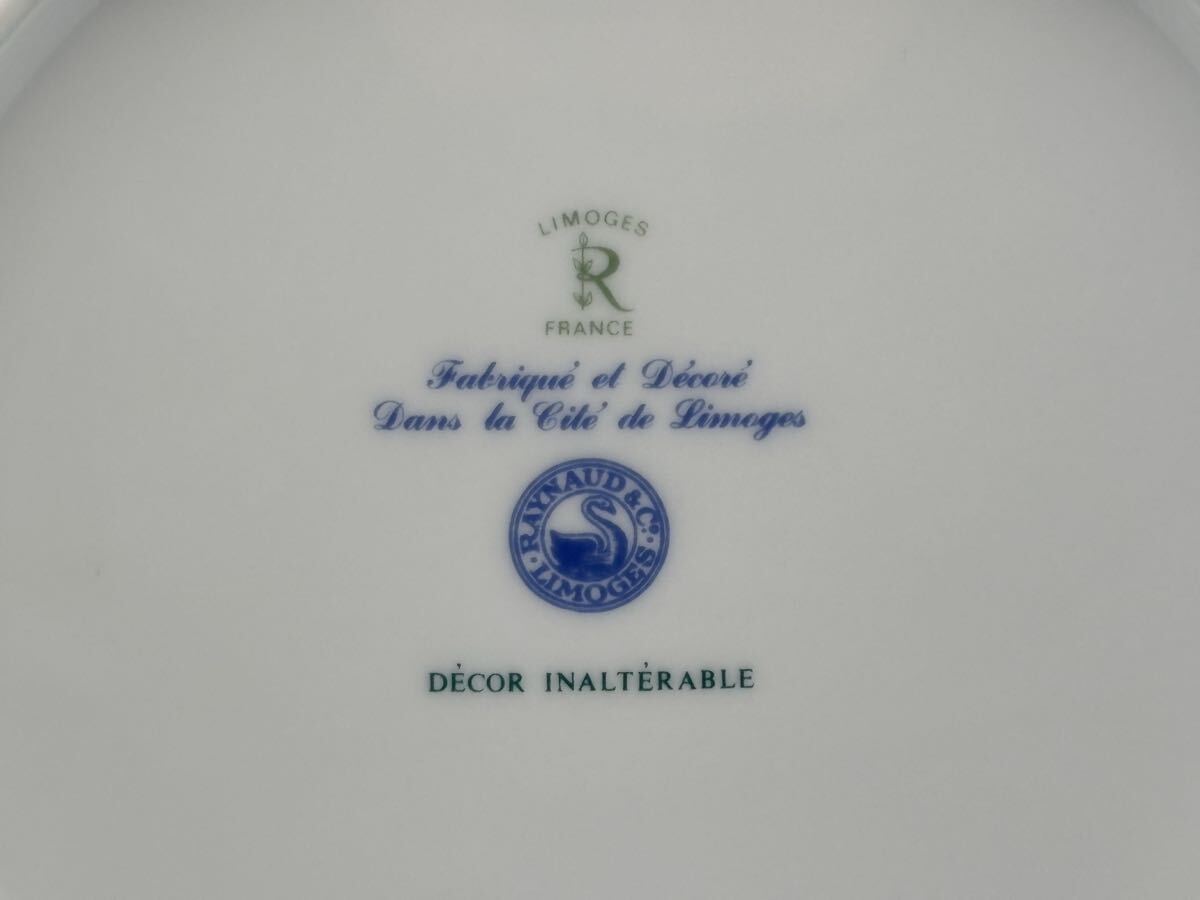 LIMOGES
R
FRANCE
Fabriqué et Décoré
Dans la Cité de Limoges
RAYNAUD & Co.
LIMOGES
DÉCOR INALTÉRABLE